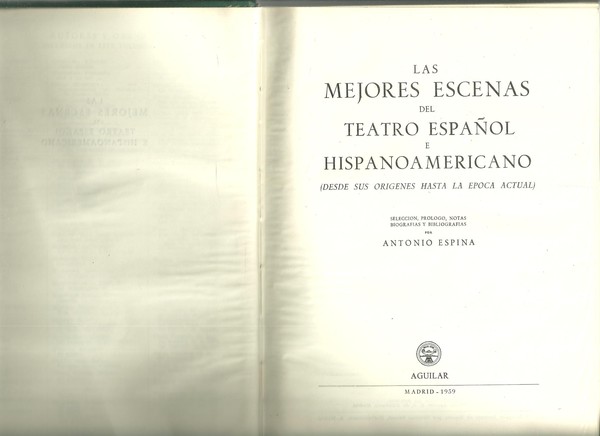 LAS
MEJORES ESCENAS
DEL
TEATRO ESPAÑOL
E
HISPANOAMERICANO
(DESDE SUS ORIGENES HASTA LA EPOCA ACTUAL)
SELECCION, PROLOGO, NOTAS
BIOGRAFIAS Y BIBLIOGRAFIAS
POR
ANTONIO ESPINA
AGUILAR
MADRID - 1959